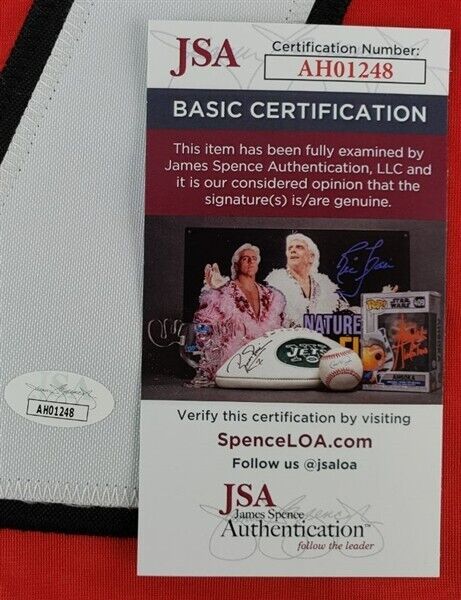 JSA
Certification Number:
AH01248
BASIC CERTIFICATION
This item has been fully examined by
James Spence Authentication, LLC and
it is our considered opinion that the
signature(s) is/are genuine.
NATURE
JETS
POP!
STAR WARS
Verify this certification by visiting
SpenceLOA.com
Follow us @jsaloa
JSA
James Spence
Authentication™
follow the leader
AH01248